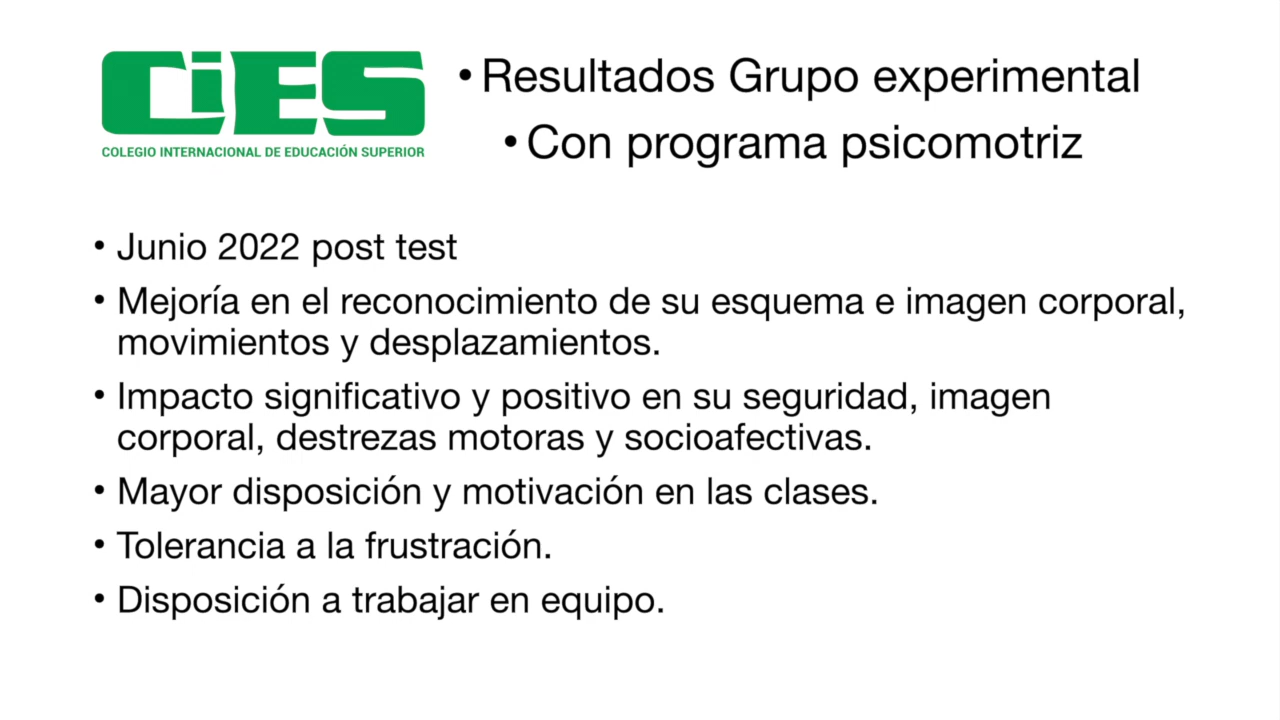 CiES
COLEGIO INTERNACIONAL DE EDUCACIÓN SUPERIOR
• Resultados Grupo experimental
• Con programa psicomotriz
• Junio 2022 post test
• Mejoría en el reconocimiento de su esquema e imagen corporal,
movimientos y desplazamientos.
• Impacto significativo y positivo en su seguridad, imagen
corporal, destrezas motoras y socioafectivas.
• Mayor disposición y motivación en las clases.
• Tolerancia a la frustración.
• Disposición a trabajar en equipo.